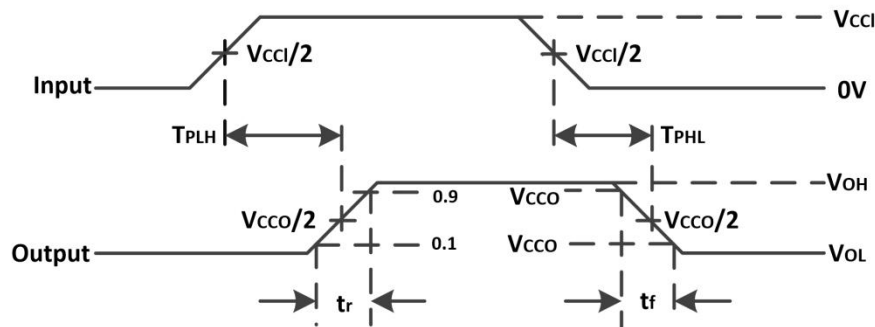 VCCI
VCCI/2 VCCI/2
Input 0V
TPLH TPHL
VOH
0.9 VCCO
VCCO/2 VCCO/2
0.1 VCCO
Output VOL
tr tf